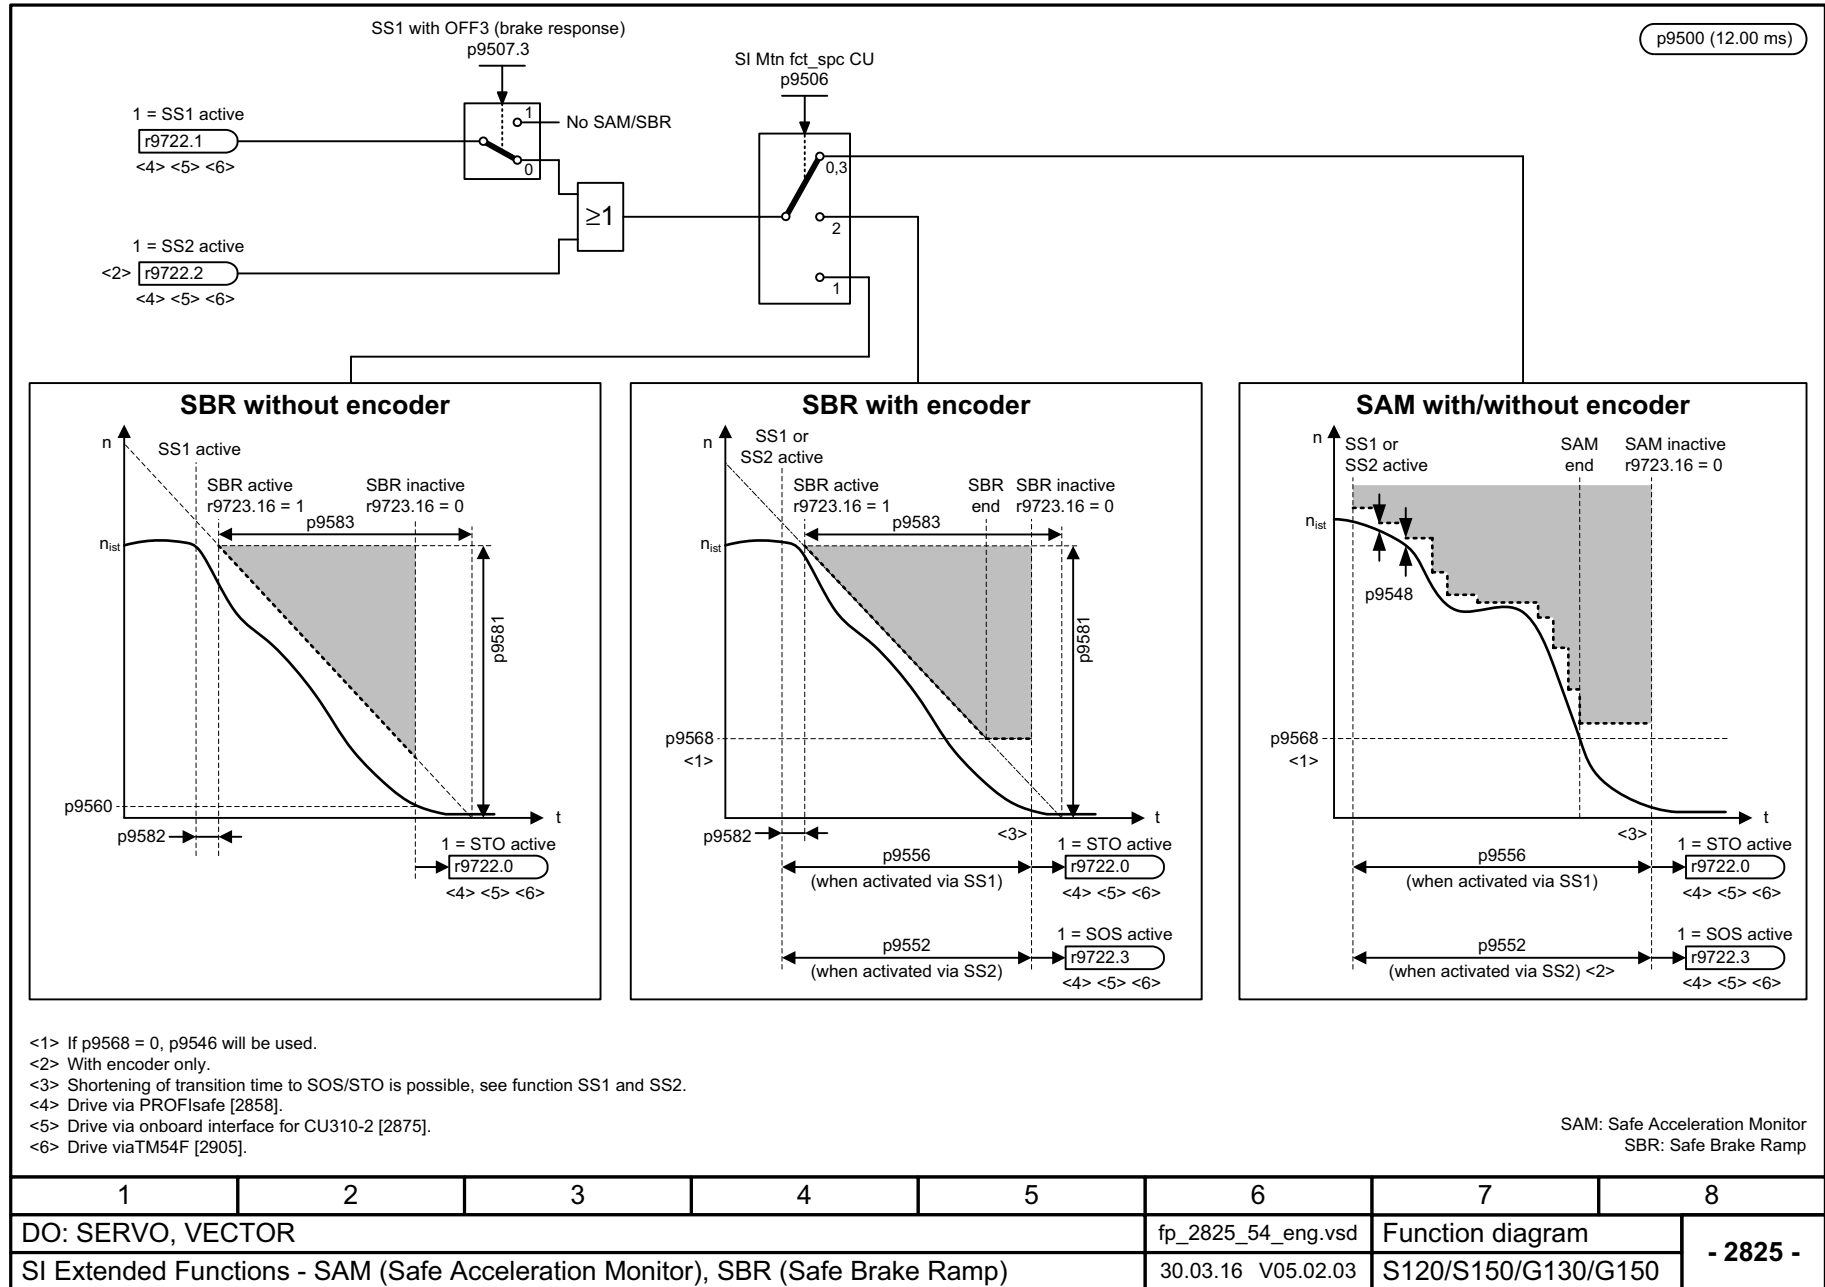 SS1 with OFF3 (brake response)
p9507.3
p9500 (12.00 ms)
SI Mtn fct_spc CU
p9506
1 = SS1 active
r9722.1
<4> <5> <6>
1
0
No SAM/SBR
≥1
0,3
2
1
1 = SS2 active
<2>
r9722.2
<4> <5> <6>
SBR without encoder
n
SS1 active
SBR active
r9723.16 = 1
SBR inactive
r9723.16 = 0
p9583
nist
p9581
p9560
p9582
t
1 = STO active
r9722.0
<4> <5> <6>
SBR with encoder
n
SS1 or
SS2 active
SBR active
r9723.16 = 1
SBR
end
SBR inactive
r9723.16 = 0
p9583
nist
p9581
p9568
<1>
p9582
<3>
t
p9556
(when activated via SS1)
1 = STO active
r9722.0
<4> <5> <6>
p9552
(when activated via SS2)
1 = SOS active
r9722.3
<4> <5> <6>
SAM with/without encoder
n
SS1 or
SS2 active
SAM
end
SAM inactive
r9723.16 = 0
nist
p9548
p9568
<1>
<3>
t
p9556
(when activated via SS1)
1 = STO active
r9722.0
<4> <5> <6>
p9552
(when activated via SS2) <2>
1 = SOS active
r9722.3
<4> <5> <6>
<1> If p9568 = 0, p9546 will be used.
<2> With encoder only.
<3> Shortening of transition time to SOS/STO is possible, see function SS1 and SS2.
<4> Drive via PROFIsafe [2858].
<5> Drive via onboard interface for CU310-2 [2875].
<6> Drive viaTM54F [2905].
SAM: Safe Acceleration Monitor
SBR: Safe Brake Ramp
1 2 3 4 5 6 7 8
DO: SERVO, VECTOR
fp_2825_54_eng.vsd
Function diagram
- 2825 -
SI Extended Functions - SAM (Safe Acceleration Monitor), SBR (Safe Brake Ramp)
30.03.16 V05.02.03
S120/S150/G130/G150